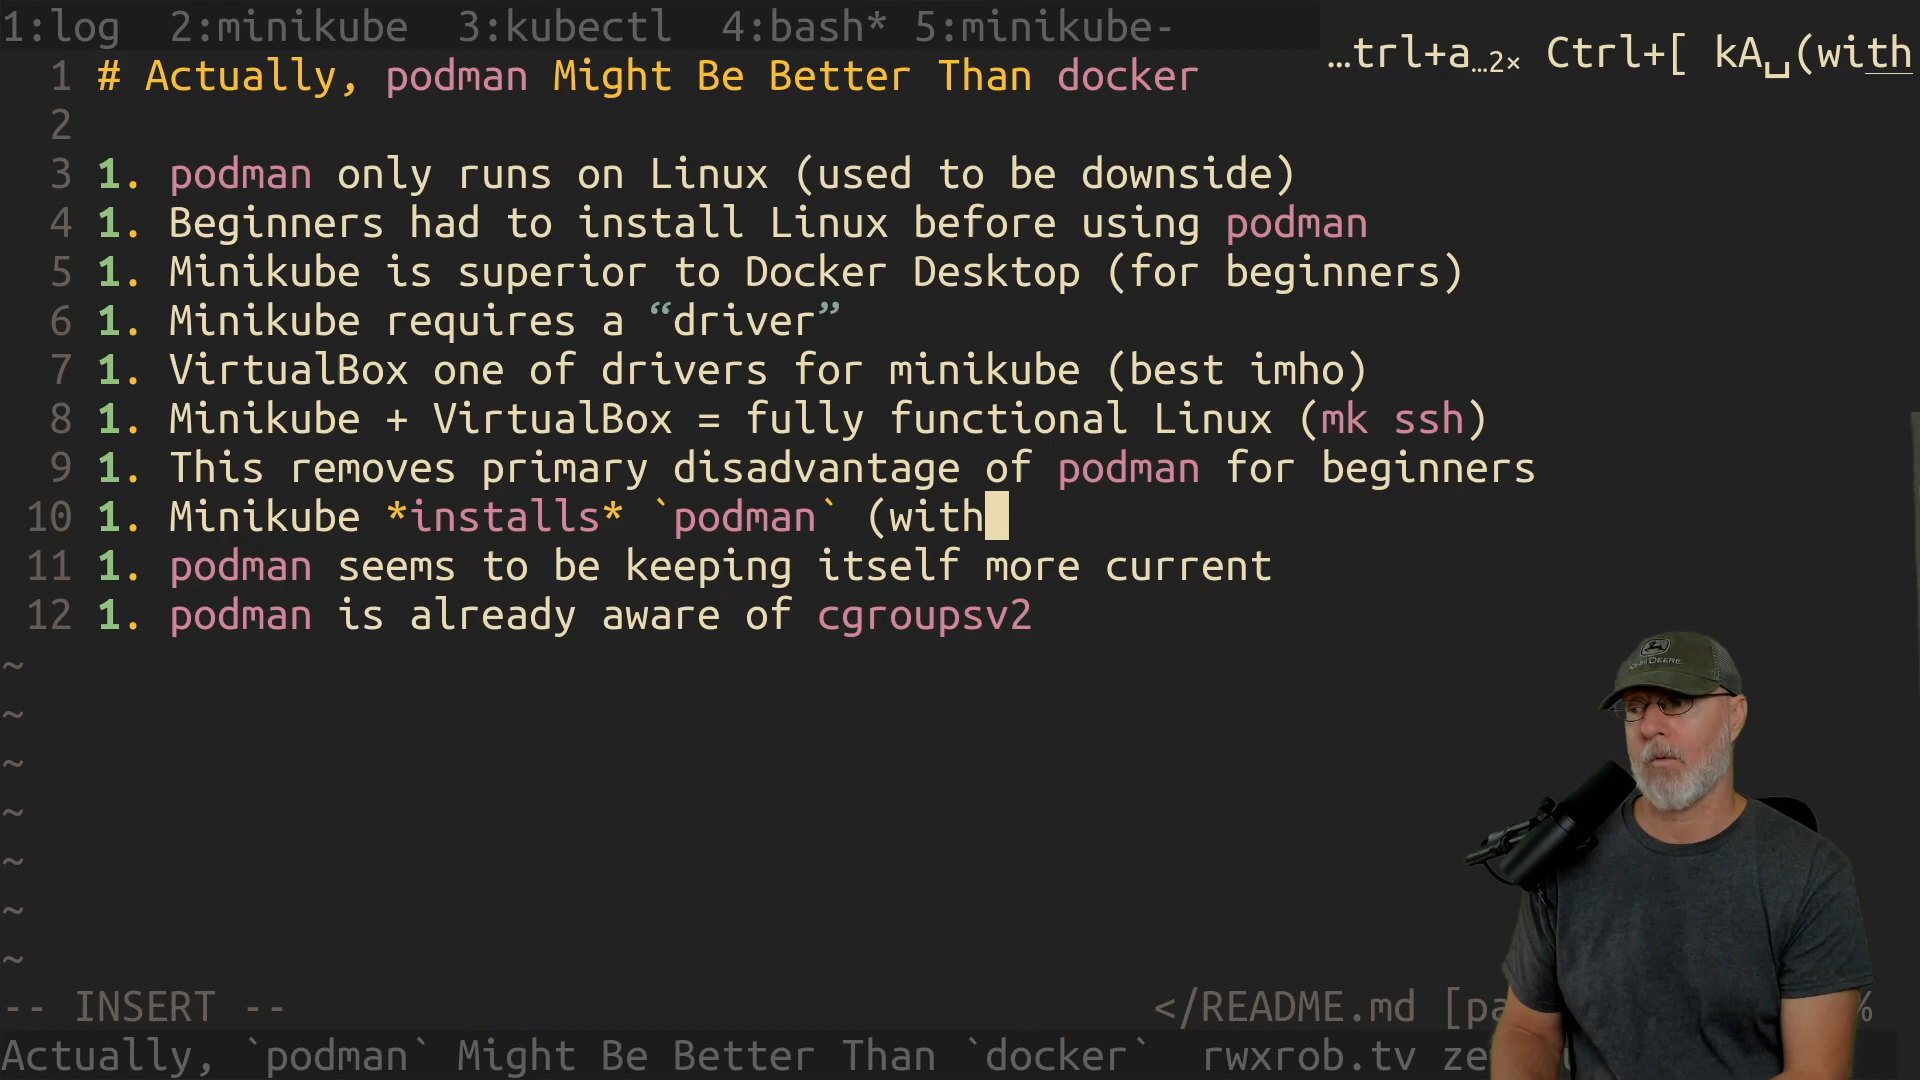 1:log 2:minikube 3:kubectl 4:bash* 5:minikube-
…trl+a…2× Ctrl+[ kA␣(with
1 # Actually, podman Might Be Better Than docker
2
3 1. podman only runs on Linux (used to be downside)
4 1. Beginners had to install Linux before using podman
5 1. Minikube is superior to Docker Desktop (for beginners)
6 1. Minikube requires a “driver”
7 1. VirtualBox one of drivers for minikube (best imho)
8 1. Minikube + VirtualBox = fully functional Linux (mk ssh)
9 1. This removes primary disadvantage of podman for beginners
10 1. Minikube *installs* `podman` (with
11 1. podman seems to be keeping itself more current
12 1. podman is already aware of cgroupsv2
~
~
~
~
~
~
~
JOHN DEERE
-- INSERT -- </README.md
Actually, `podman` Might Be Better Than `docker` rwxrob.tv